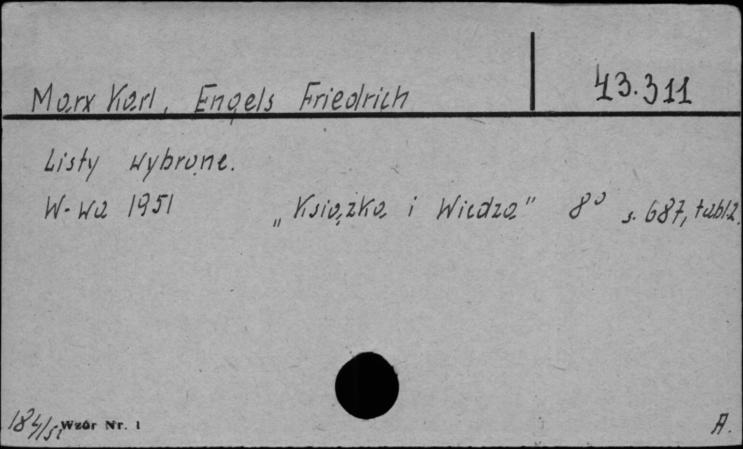 Marx Karl, Engels Friedrich
43.311
Listy wybrane.
W-wa 1951 „Książka i Wiedza" 8° s. 687, tabl. 2.
184/51 Wzór Nr. 1
A.